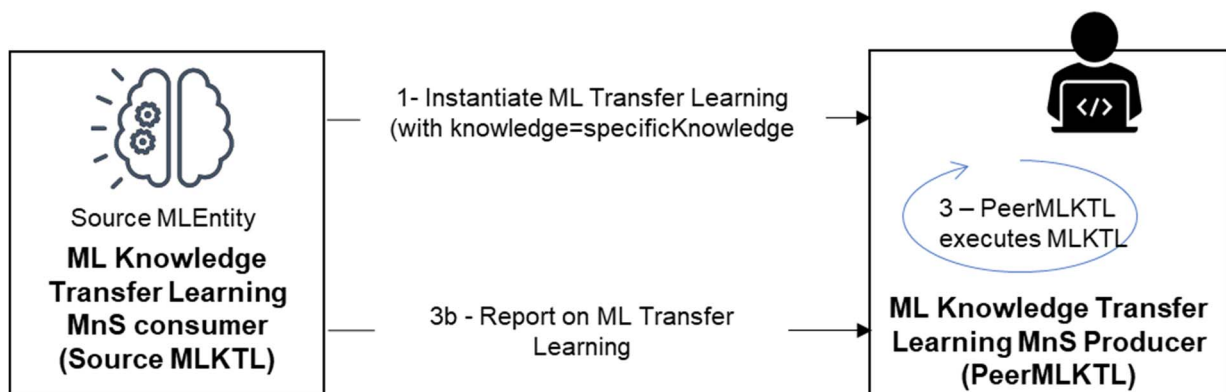 1- Instantiate ML Transfer Learning
(with knowledge=specificKnowledge
</>
Source MLEntity
ML Knowledge
Transfer Learning
MnS consumer
(Source MLKTL)
3 – PeerMLKTL
executes MLKTL
3b - Report on ML Transfer
Learning
ML Knowledge Transfer
Learning MnS Producer
(PeerMLKTL)